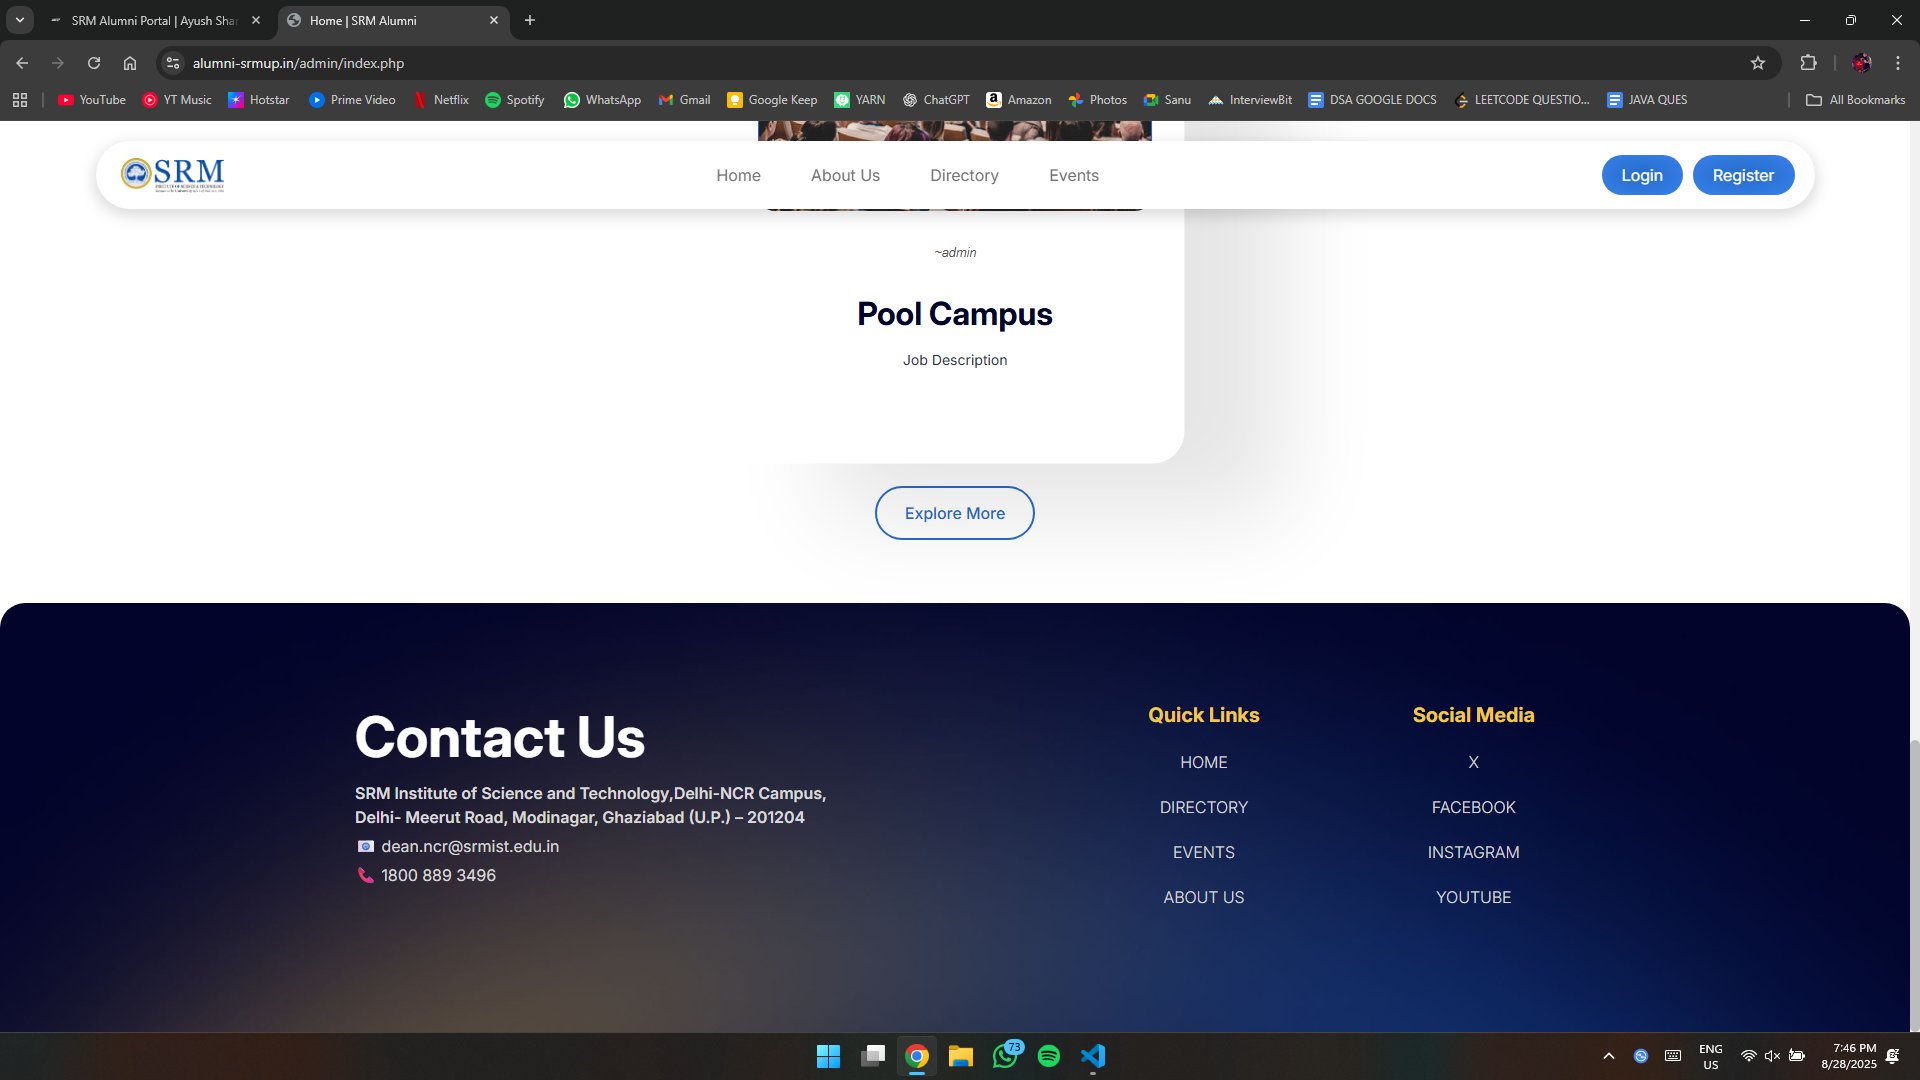 SRM Alumni Portal | Ayush Shar
Home | SRM Alumni
alumni-srmup.in/admin/index.php
YouTube
YT Music
Hotstar
Prime Video
Netflix
Spotify
WhatsApp
Gmail
Google Keep
YARN
ChatGPT
Amazon
Photos
Sanu
InterviewBit
DSA GOOGLE DOCS
LEETCODE QUESTIO...
JAVA QUES
All Bookmarks
SRM
Home
About Us
Directory
Events
Login
Register
~admin
Pool Campus
Job Description
Explore More
Contact Us
SRM Institute of Science and Technology,Delhi-NCR Campus,
Delhi- Meerut Road, Modinagar, Ghaziabad (U.P.) – 201204
dean.ncr@srmist.edu.in
1800 889 3496
Quick Links
HOME
DIRECTORY
EVENTS
ABOUT US
Social Media
X
FACEBOOK
INSTAGRAM
YOUTUBE
73
ENG
US
7:46 PM
8/28/2025